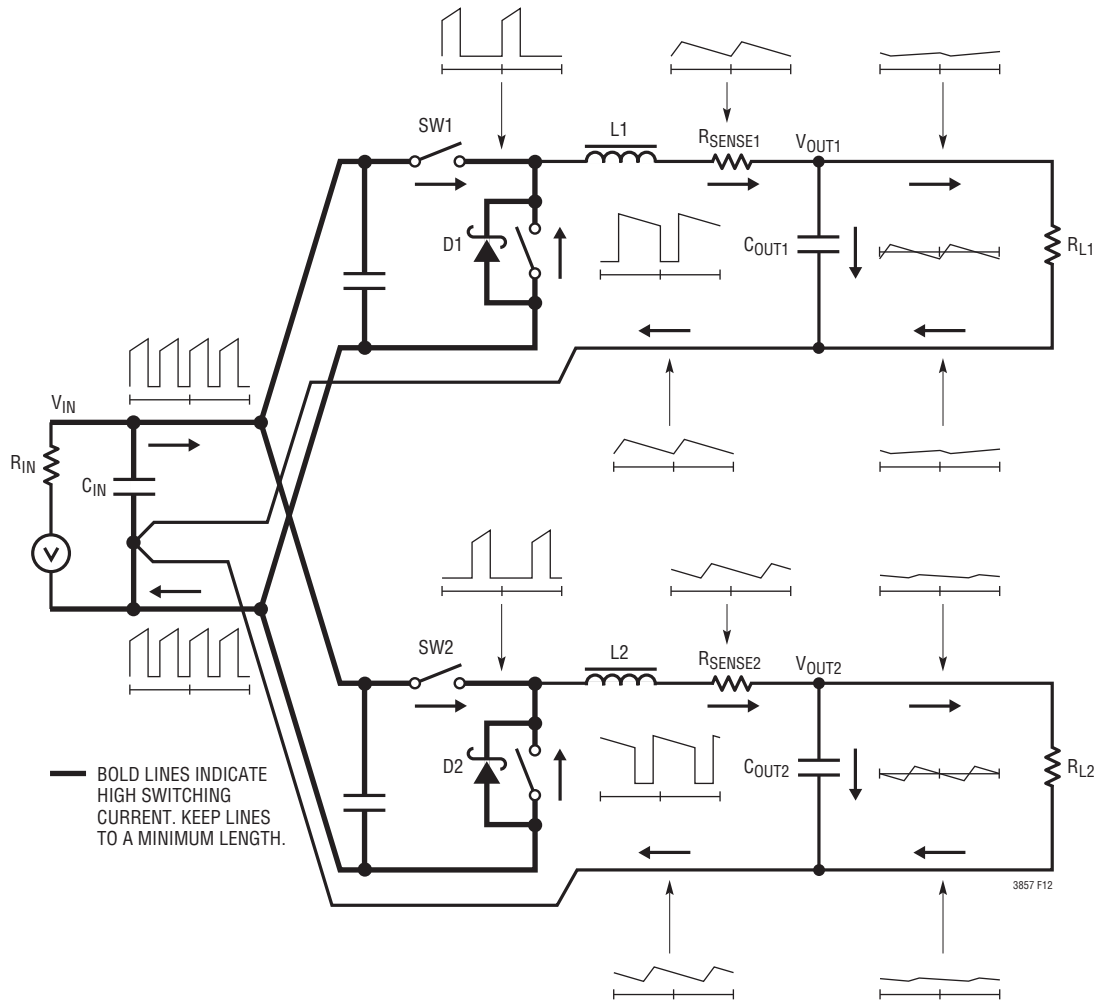 SW1
L1
RSENSE1
VOUT1
D1
COUT1
RL1
VIN
RIN
CIN
V
SW2
L2
RSENSE2
VOUT2
D2
COUT2
RL2
BOLD LINES INDICATE
HIGH SWITCHING
CURRENT. KEEP LINES
TO A MINIMUM LENGTH.
3857 F12